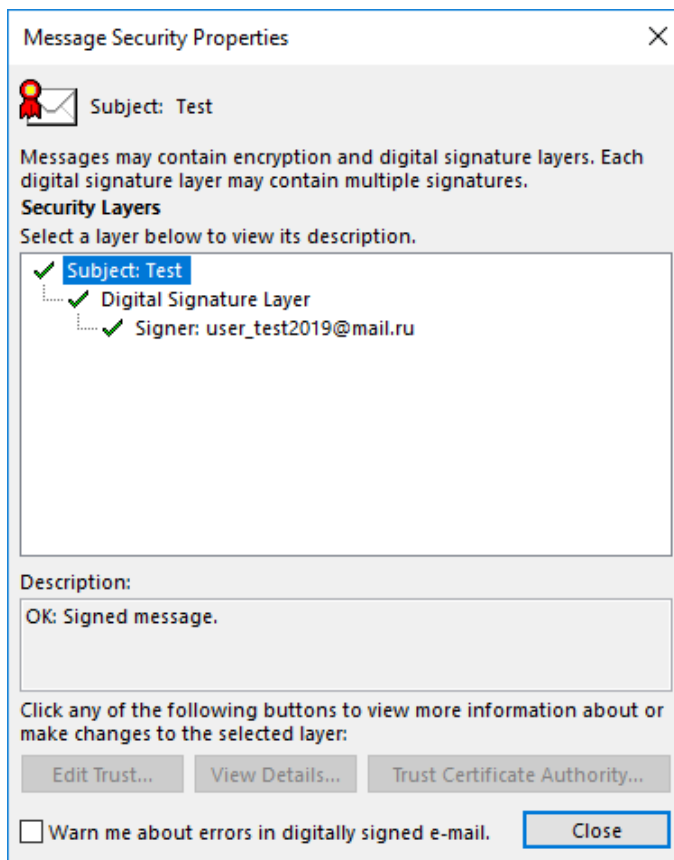 Message Security Properties
Subject: Test
Messages may contain encryption and digital signature layers. Each
digital signature layer may contain multiple signatures.
Security Layers
Select a layer below to view its description.
Subject: Test
Digital Signature Layer
Signer: user_test2019@mail.ru
Description:
OK: Signed message.
Click any of the following buttons to view more information about or
make changes to the selected layer:
Edit Trust... View Details... Trust Certificate Authority...
Warn me about errors in digitally signed e-mail. Close